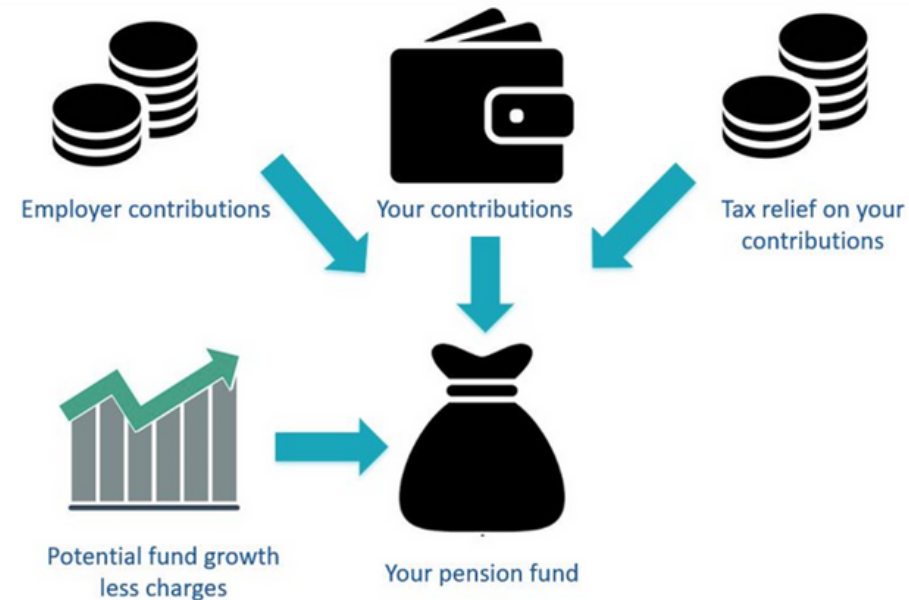 Employer contributions
Your contributions
Tax relief on your
contributions
Potential fund growth
less charges
Your pension fund